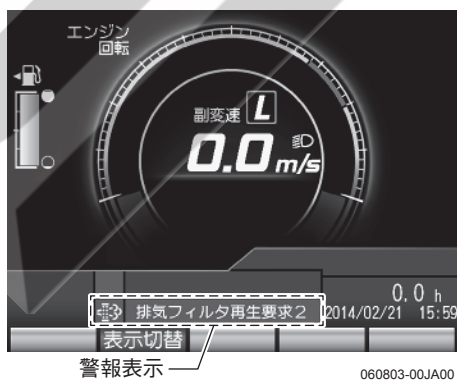 エンジン
回転
副変速 L
0.0 m/s
0.0 h
排気フィルタ再生要求2
2014/02/21 15:59
表示切替
警報表示
060803-00JA00